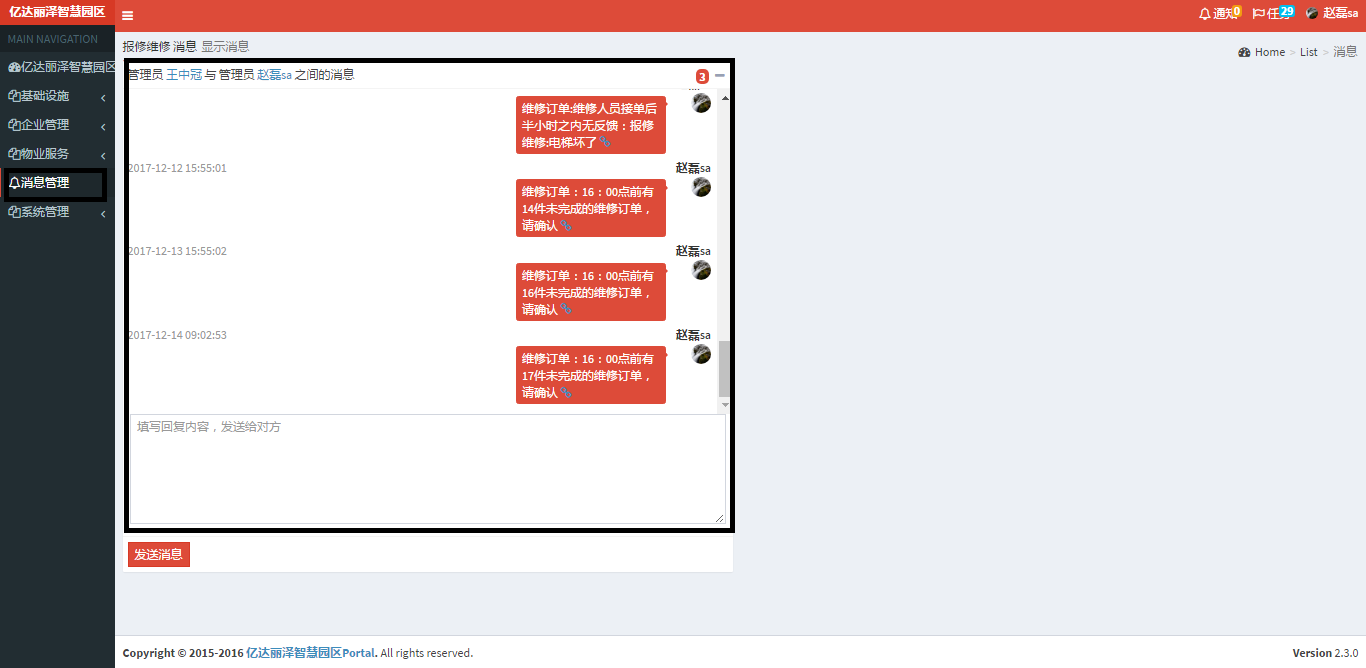 亿达丽泽智慧园区
通知 0
任务 29
赵磊sa
MAIN NAVIGATION
亿达丽泽智慧园区
基础设施
企业管理
物业服务
消息管理
系统管理
报修维修 消息 显示消息
Home > List > 消息
管理员 王中冠 与 管理员 赵磊sa 之间的消息
3
维修订单:维修人员接单后
半小时之内无反馈：报修
维修:电梯坏了
2017-12-12 15:55:01
赵磊sa
维修订单：16：00点前有
14件未完成的维修订单，
请确认
2017-12-13 15:55:02
赵磊sa
维修订单：16：00点前有
16件未完成的维修订单，
请确认
2017-12-14 09:02:53
赵磊sa
维修订单：16：00点前有
17件未完成的维修订单，
请确认
填写回复内容，发送给对方
发送消息
Copyright © 2015-2016 亿达丽泽智慧园区Portal. All rights reserved.
Version 2.3.0